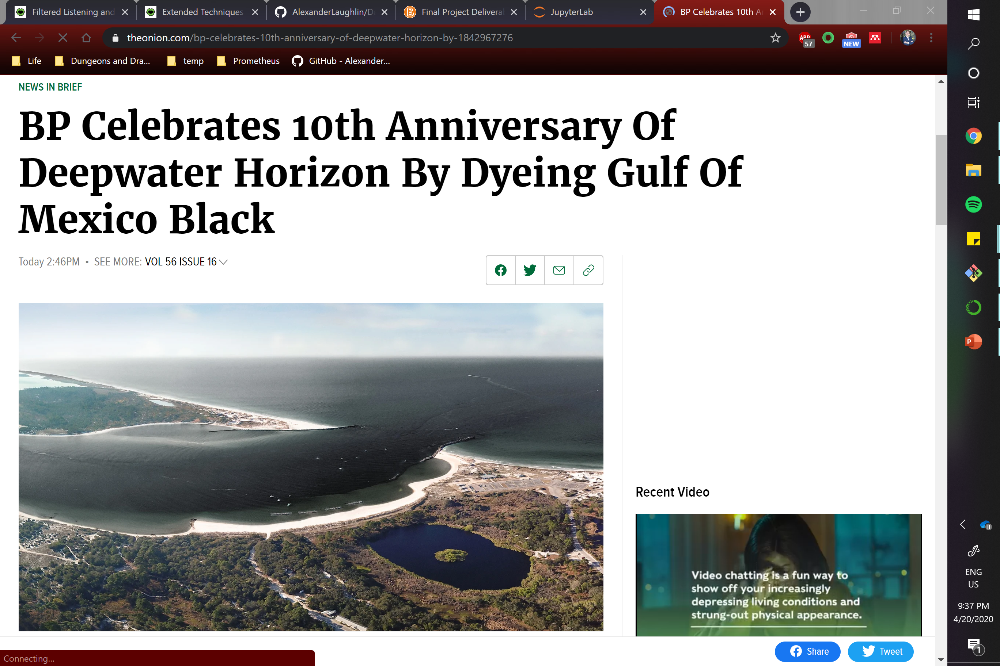 Filtered Listening and
Extended Techniques
AlexanderLaughlin/D
Final Project Delivera
JupyterLab
BP Celebrates 10th A
theonion.com/bp-celebrates-10th-anniversary-of-deepwater-horizon-by-1842967276
ABP
57
NEW
Life
Dungeons and Dra...
temp
Prometheus
GitHub - Alexander...
NEWS IN BRIEF
BP Celebrates 10th Anniversary Of
Deepwater Horizon By Dyeing Gulf Of
Mexico Black
Today 2:46PM • SEE MORE: VOL 56 ISSUE 16
Recent Video
Video chatting is a fun way to
show off your increasingly
depressing living conditions and
strung-out physical appearance.
Share
Tweet
Connecting...
P
ENG
US
9:37 PM
4/20/2020
1